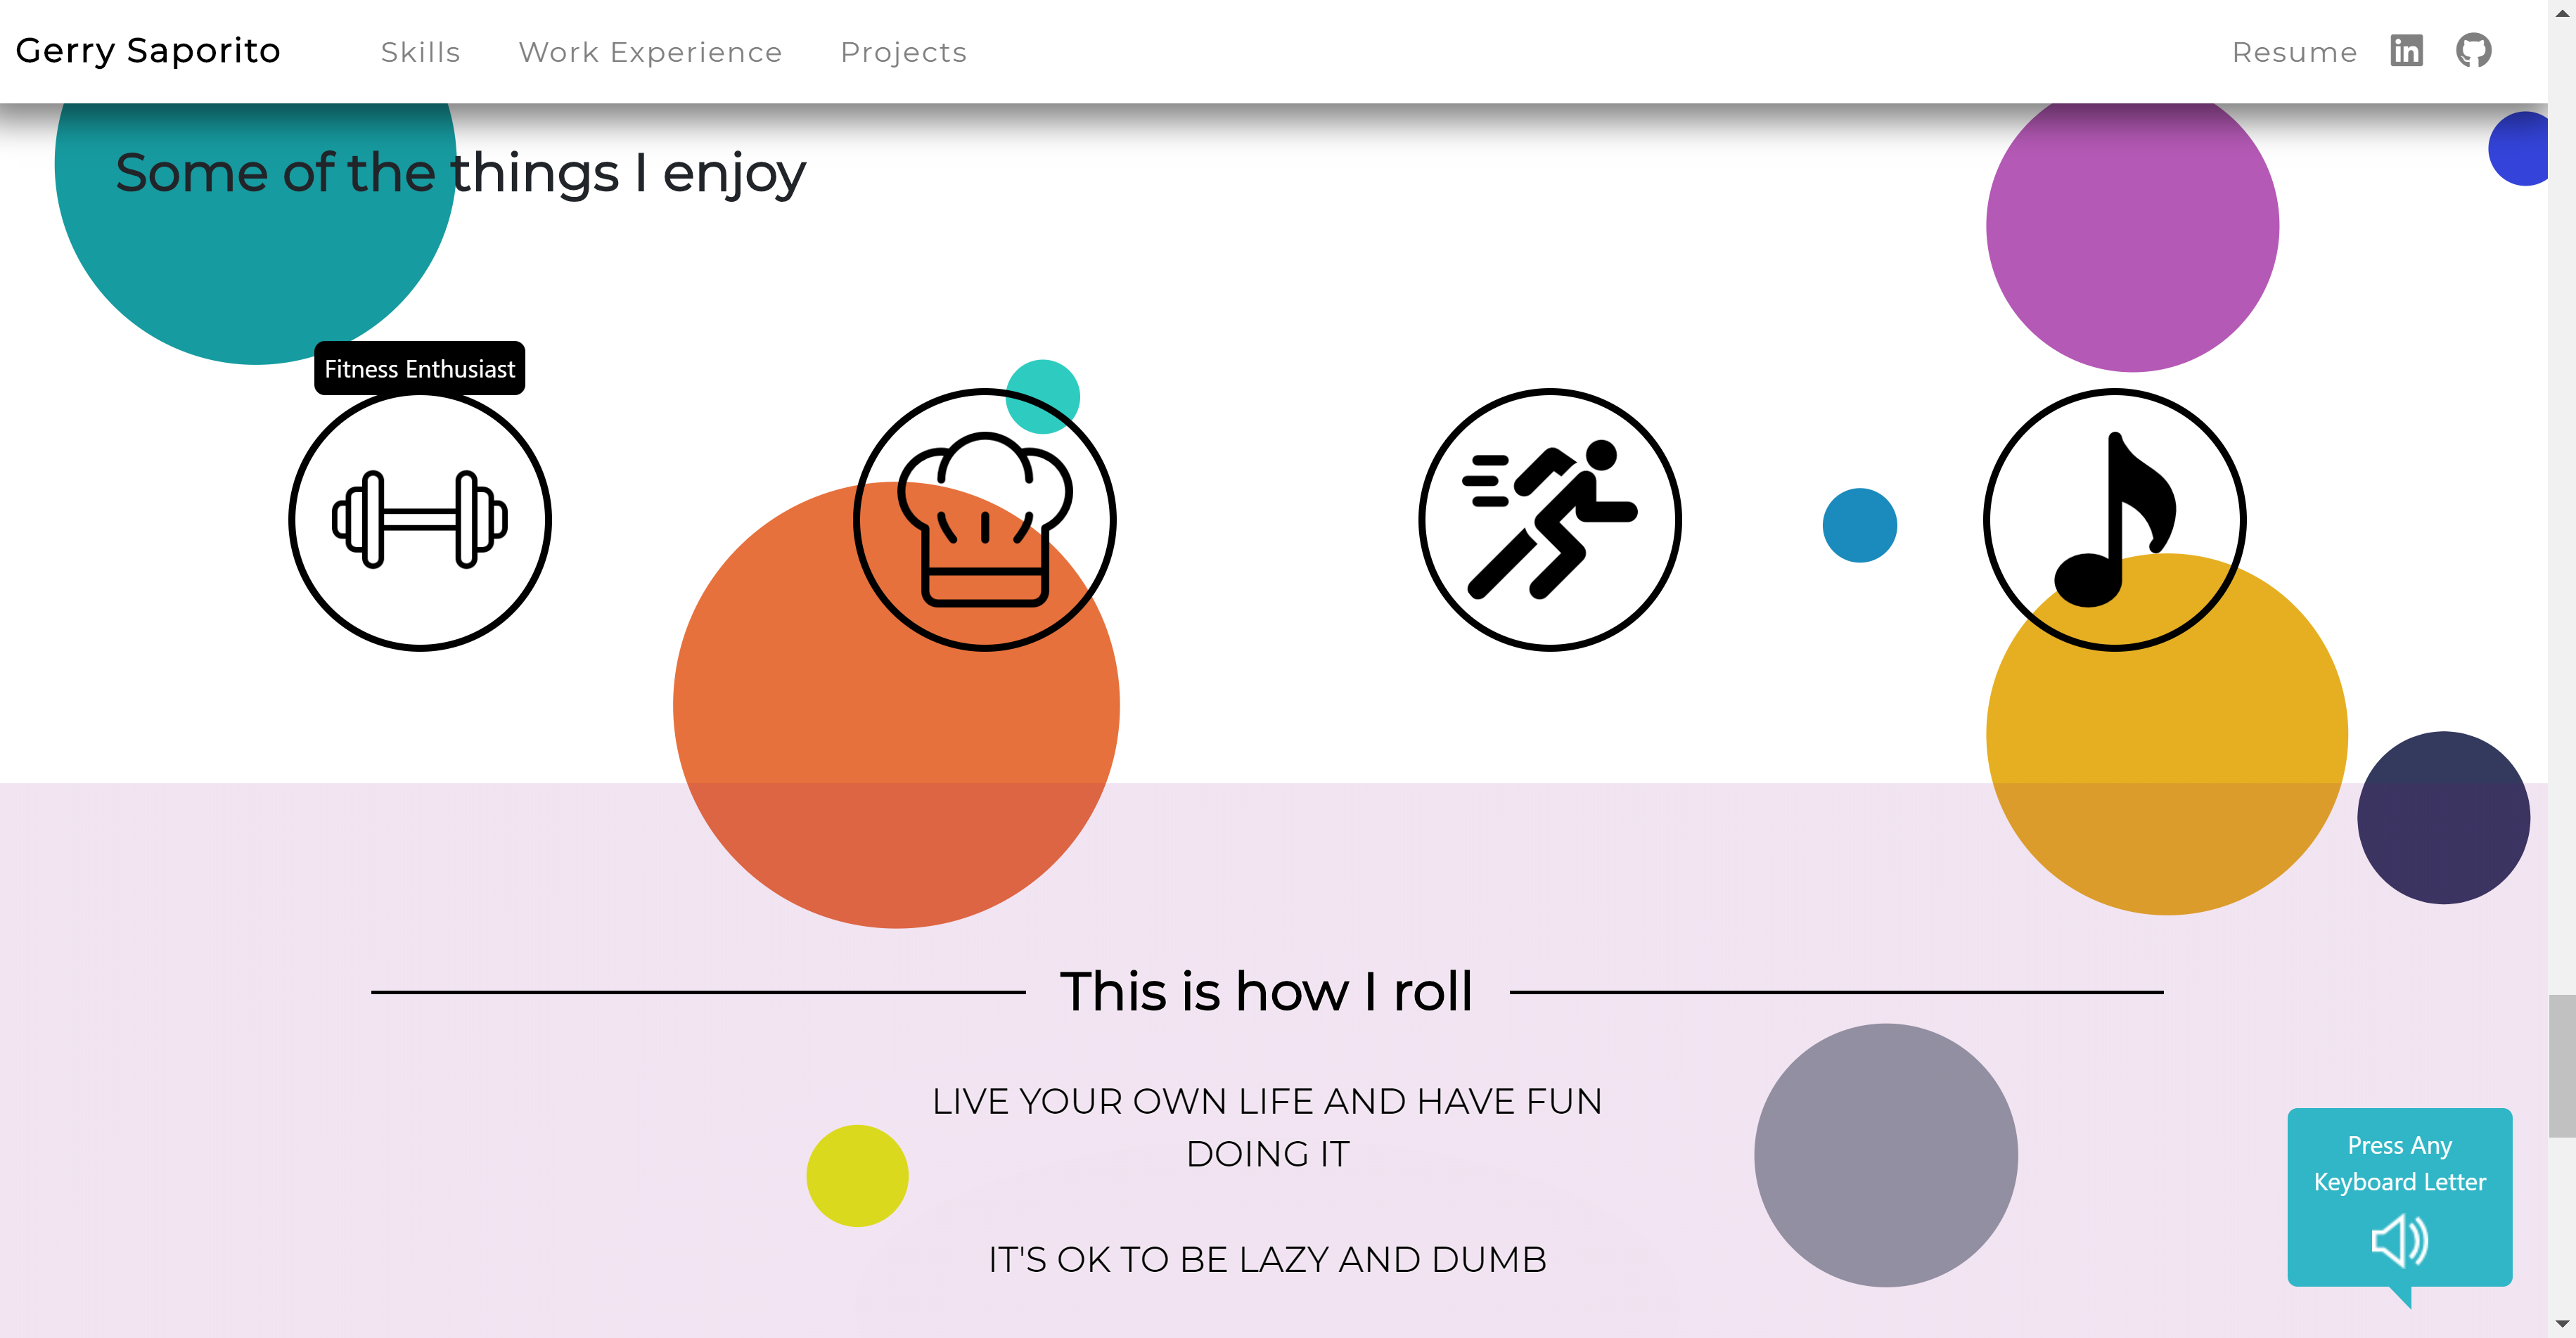 Gerry Saporito
Skills
Work Experience
Projects
Resume
Some of the things I enjoy
Fitness Enthusiast
This is how I roll
LIVE YOUR OWN LIFE AND HAVE FUN
DOING IT
IT'S OK TO BE LAZY AND DUMB
Press Any
Keyboard Letter